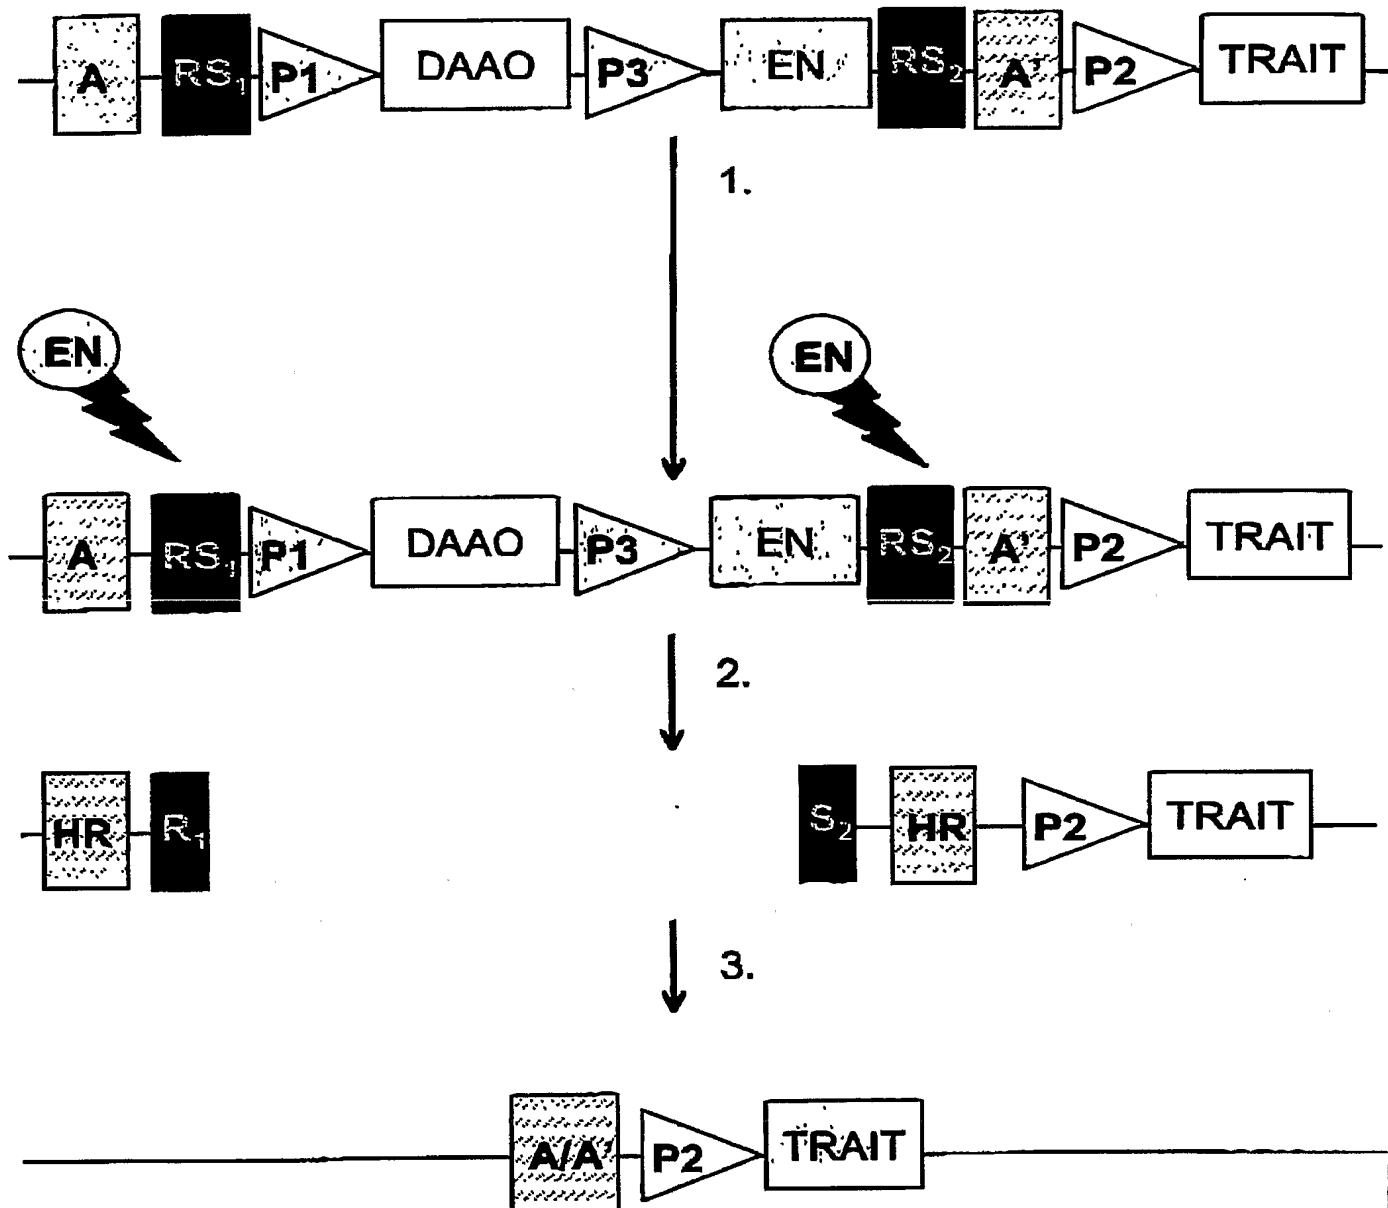 A RS₁ P1 DAAO P3 EN RS₂ A' P2 TRAIT
1.
EN EN
A RS₁ P1 DAAO P3 EN RS₂ A' P2 TRAIT
2.
HR R₁ S₂ HR P2 TRAIT
3.
A/A' P2 TRAIT